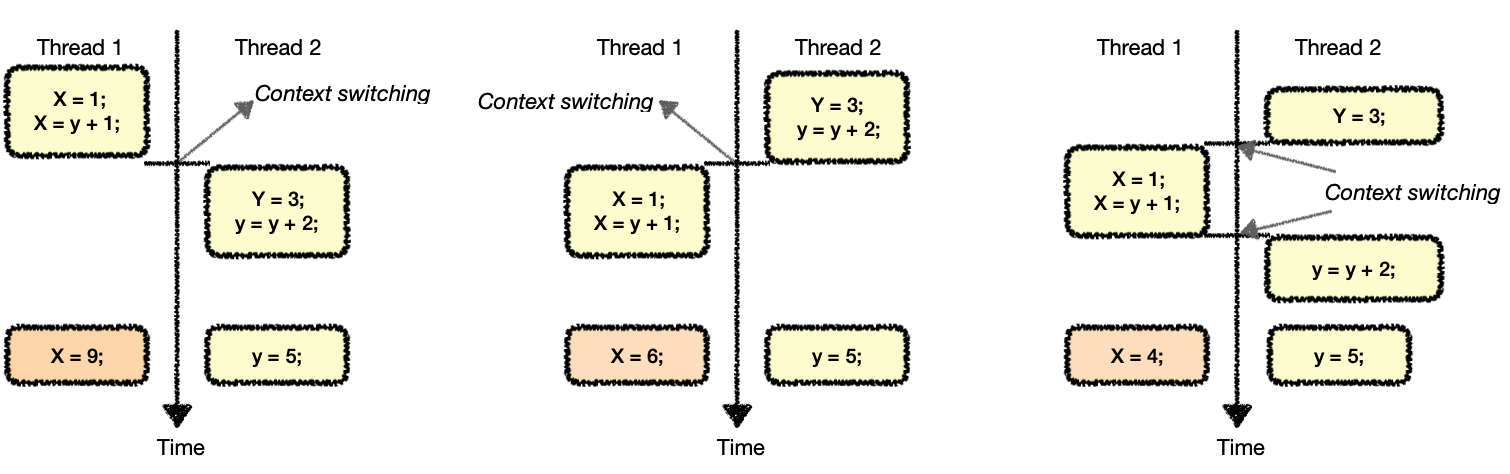 Thread 1
Thread 2
X = 1;
X = y + 1;
Context switching
Y = 3;
y = y + 2;
X = 9;
y = 5;
Time
Thread 1
Thread 2
Context switching
Y = 3;
y = y + 2;
X = 1;
X = y + 1;
X = 6;
y = 5;
Time
Thread 1
Thread 2
Y = 3;
X = 1;
X = y + 1;
Context switching
y = y + 2;
X = 4;
y = 5;
Time